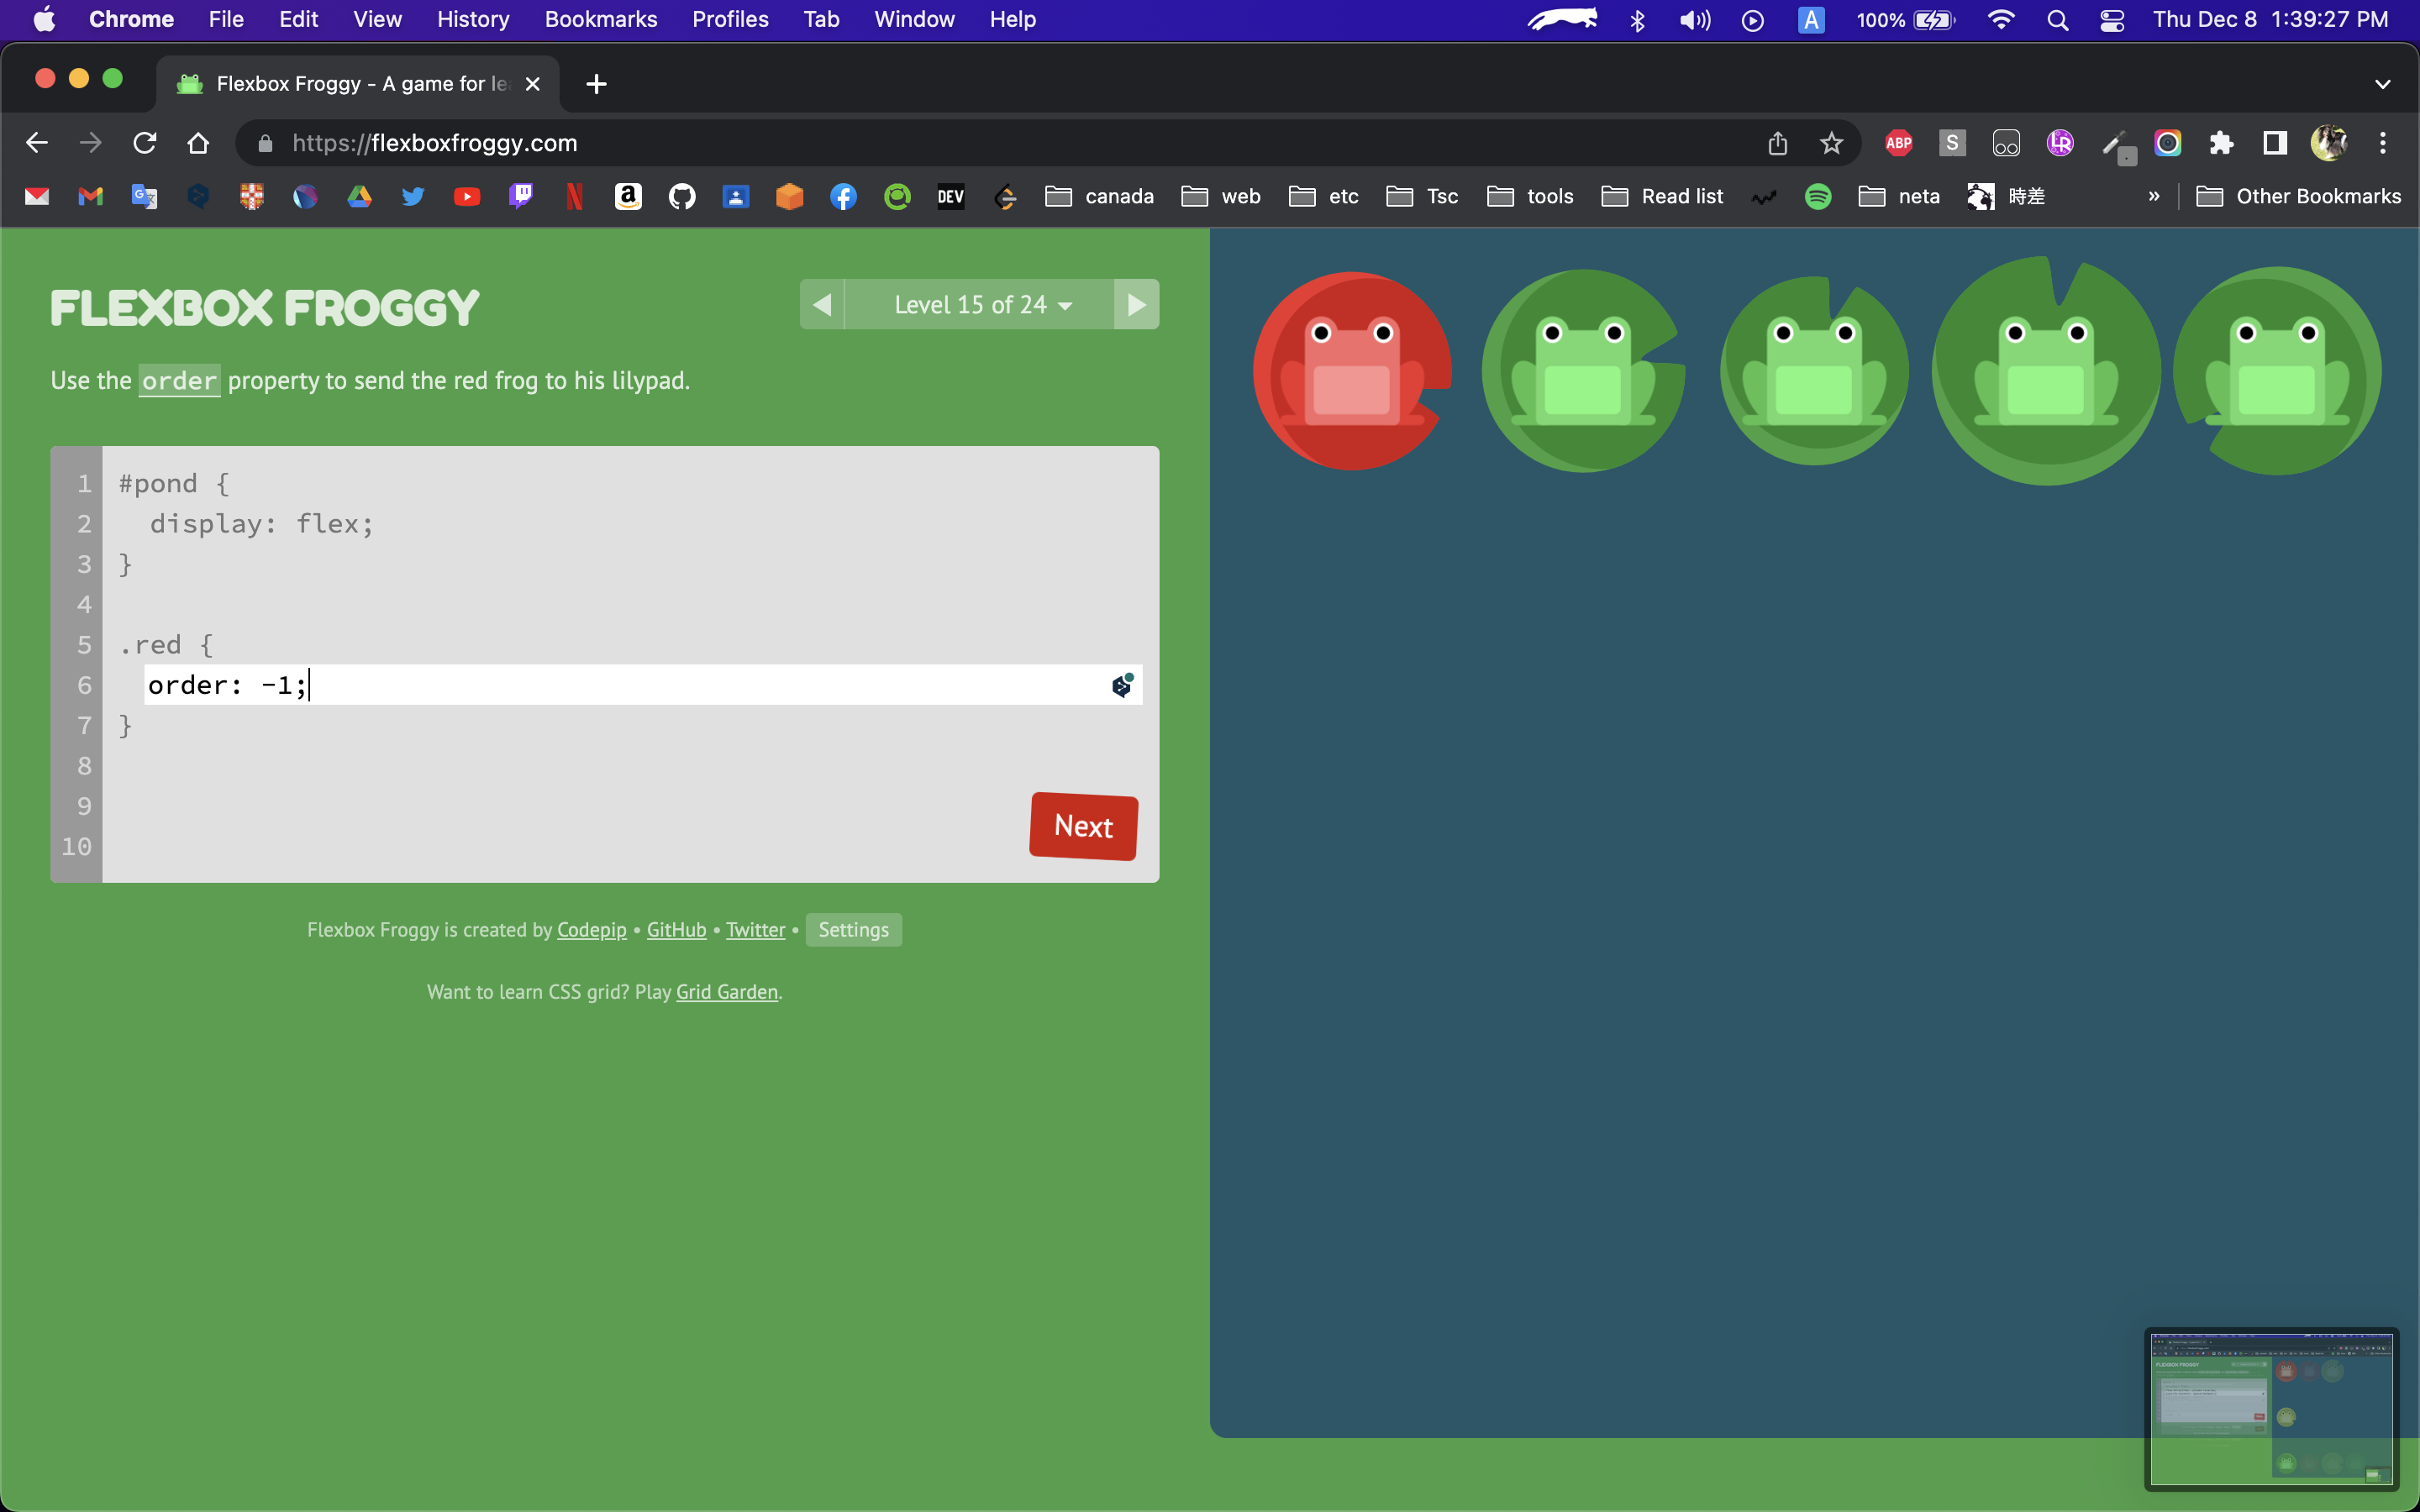 Chrome File Edit View History Bookmarks Profiles Tab Window Help A 100% Thu Dec 8 1:39:27 PM
Flexbox Froggy - A game for le
https://flexboxfroggy.com ABP S LR
a DEV canada web etc Tsc tools Read list neta 時差 » Other Bookmarks
FLEXBOX FROGGY
Level 15 of 24
Use the order property to send the red frog to his lilypad.
1 #pond {
2 display: flex;
3 }
4
5 .red {
6 order: -1;
7 }
8
9
10
Next
Flexbox Froggy is created by Codepip • GitHub • Twitter • Settings
Want to learn CSS grid? Play Grid Garden.